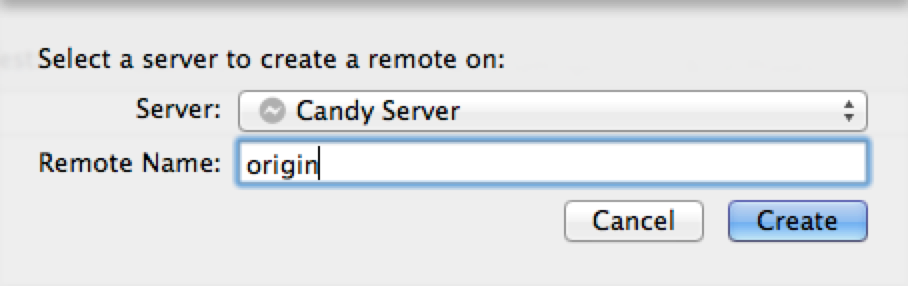 Select a server to create a remote on:
Server: Candy Server
Remote Name: origin
Cancel Create